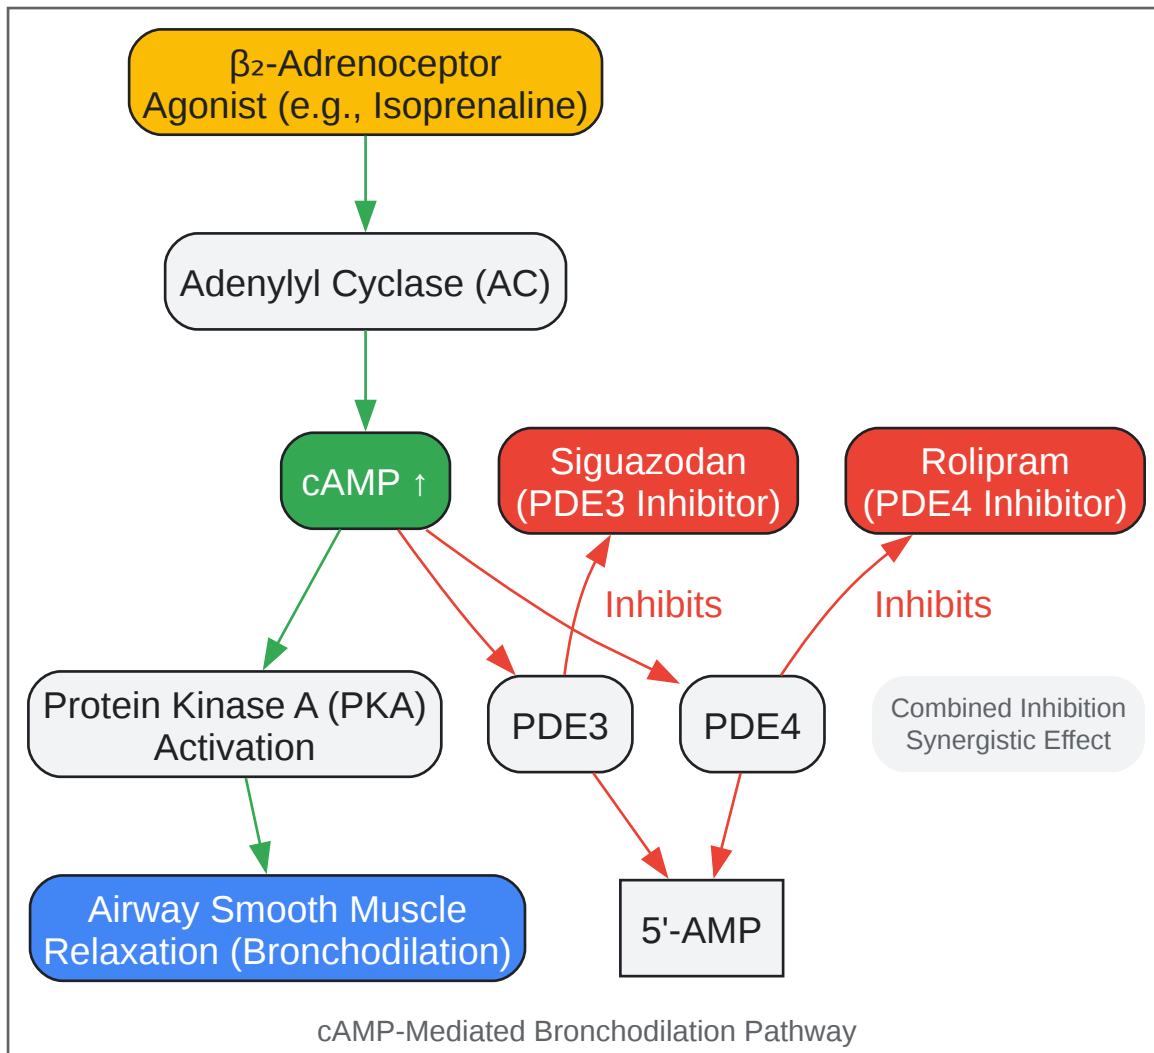 β₂-Adrenoceptor
Agonist (e.g., Isoprenaline)
Adenylyl Cyclase (AC)
cAMP ↑
Siguazodan
(PDE3 Inhibitor)
Rolipram
(PDE4 Inhibitor)
Inhibits
Inhibits
Protein Kinase A (PKA)
Activation
PDE3
PDE4
Combined Inhibition
Synergistic Effect
Airway Smooth Muscle
Relaxation (Bronchodilation)
5'-AMP
cAMP-Mediated Bronchodilation Pathway